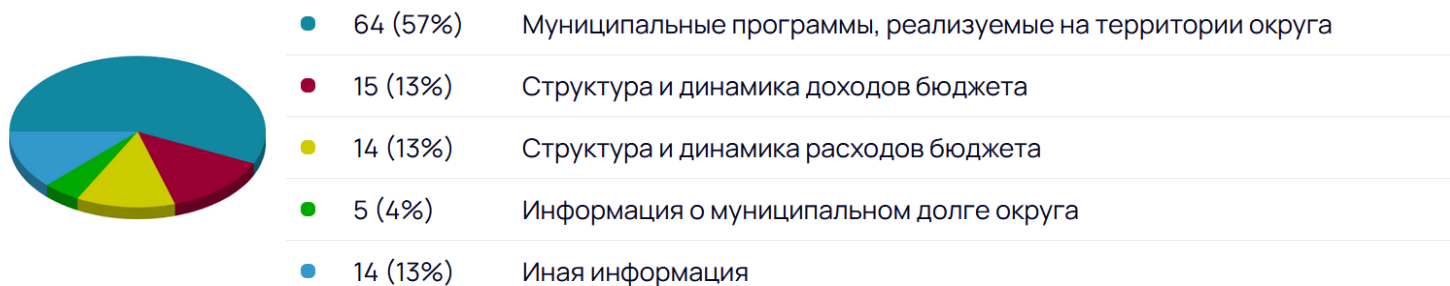 64 (57%) Муниципальные программы, реализуемые на территории округа
15 (13%) Структура и динамика доходов бюджета
14 (13%) Структура и динамика расходов бюджета
5 (4%) Информация о муниципальном долге округа
14 (13%) Иная информация